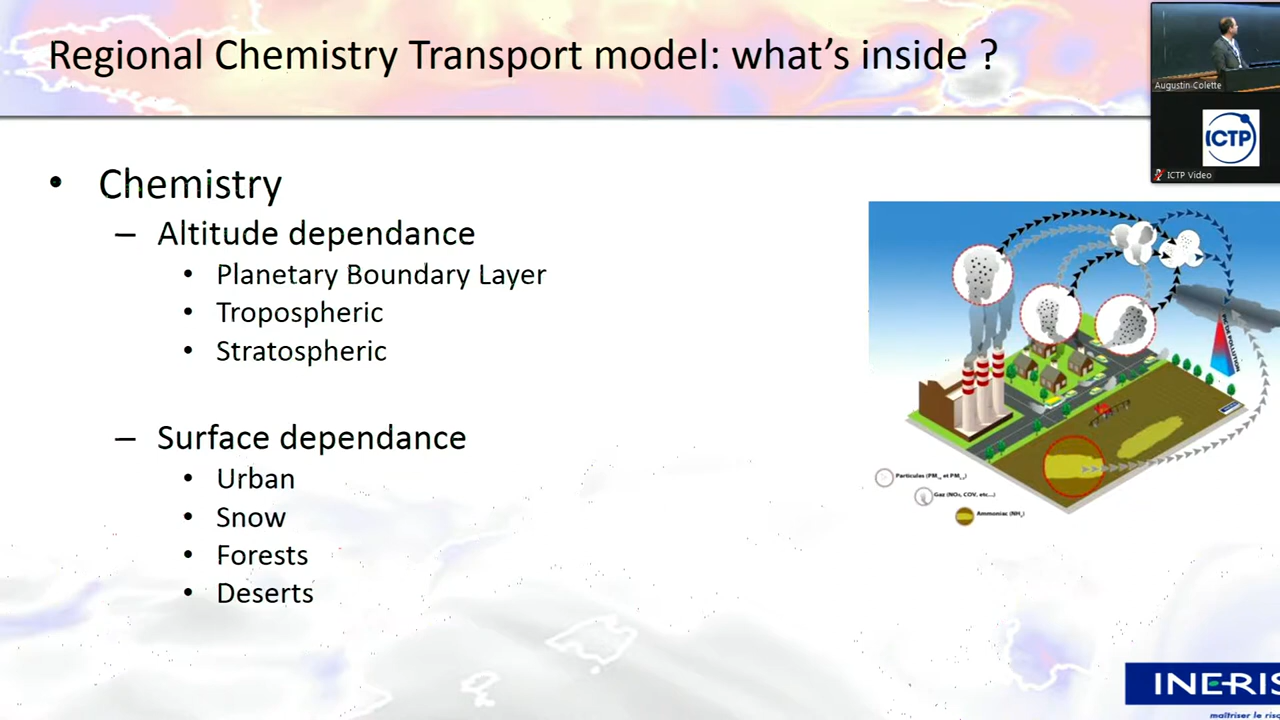 Regional Chemistry Transport model: what's inside ?
Augustin Colette
ICTP
ICTP Video
• Chemistry
– Altitude dependance
• Planetary Boundary Layer
• Tropospheric
• Stratospheric
– Surface dependance
• Urban
• Snow
• Forests
• Deserts
POLLUTION
Particules (PM₁₀ et PM₂,₅)
Gaz (NOx, COV, etc...)
Ammoniac (NH₃)
INERIS
maîtriser le ris